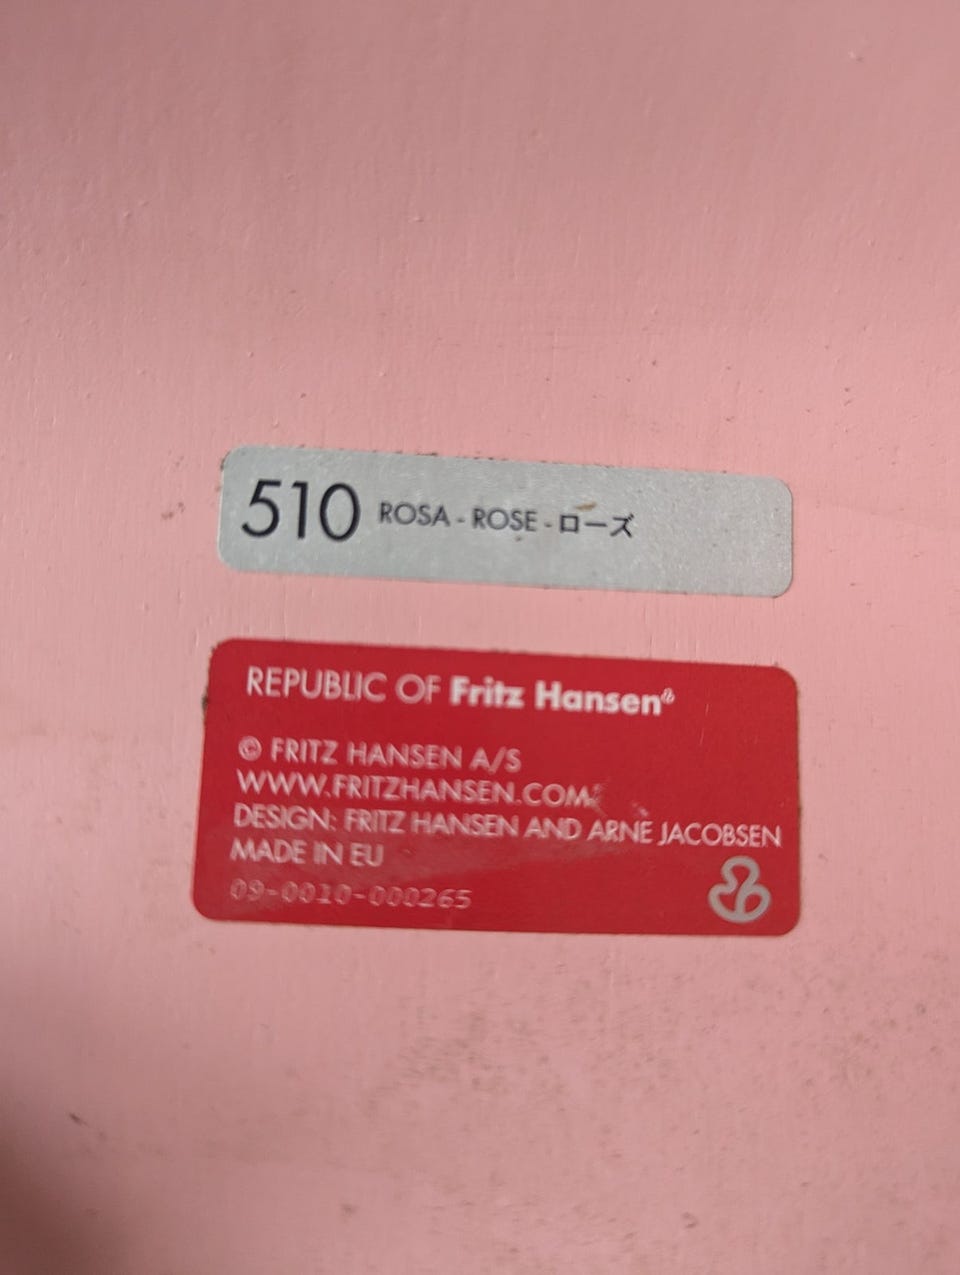 510 ROSA - ROSE - ローズ
REPUBLIC OF Fritz Hansen®
© FRITZ HANSEN A/S
WWW.FRITZHANSEN.COM
DESIGN: FRITZ HANSEN AND ARNE JACOBSEN
MADE IN EU
09-0010-000265